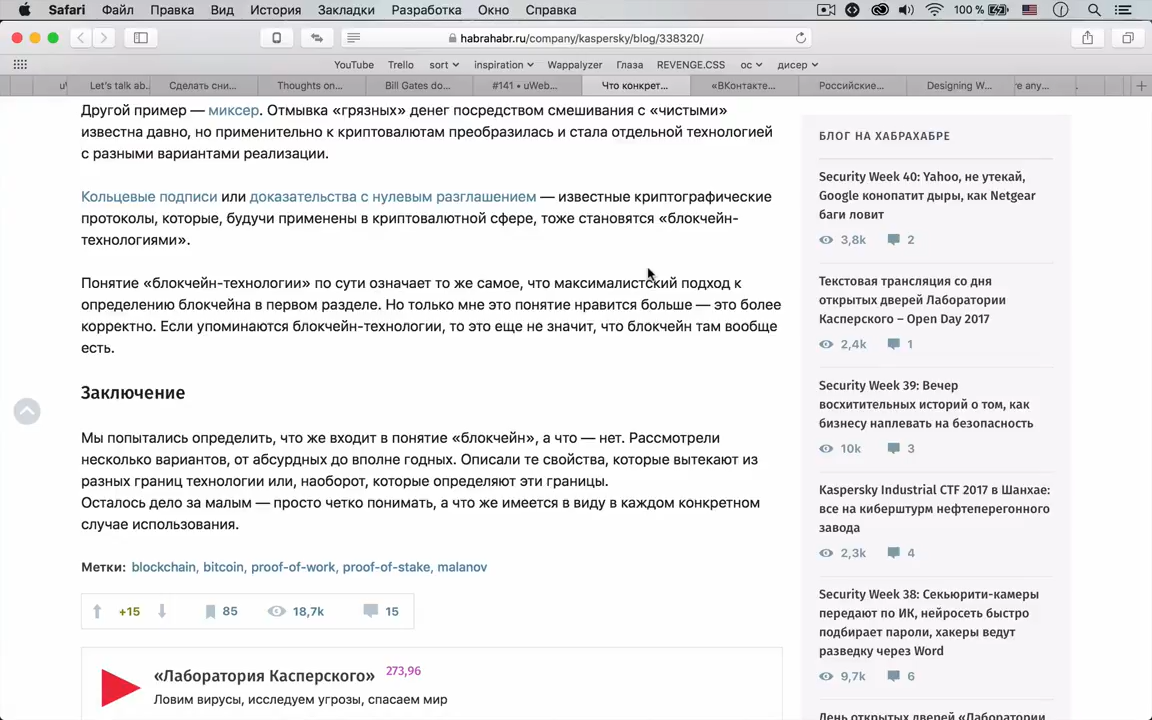 Safari Файл Правка Вид История Закладки Разработка Окно Справка 100 %
habrahabr.ru/company/kaspersky/blog/338320/
YouTube Trello sort inspiration Wappalyzer Глаза REVENGE.CSS ос дисер
Let's talk ab... Сделать сни... Thoughts on... Bill Gates do... #141 • uWeb... Что конкрет... «ВКонтакте... Российские... Designing W... re any...
Другой пример — миксер. Отмывка «грязных» денег посредством смешивания с «чистыми»
известна давно, но применительно к криптовалютам преобразилась и стала отдельной технологией
с разными вариантами реализации.
Кольцевые подписи или доказательства с нулевым разглашением — известные криптографические
протоколы, которые, будучи применены в криптовалютной сфере, тоже становятся «блокчейн-
технологиями».
Понятие «блокчейн-технологии» по сути означает то же самое, что максималистский подход к
определению блокчейна в первом разделе. Но только мне это понятие нравится больше — это более
корректно. Если упоминаются блокчейн-технологии, то это еще не значит, что блокчейн там вообще
есть.
Заключение
Мы попытались определить, что же входит в понятие «блокчейн», а что — нет. Рассмотрели
несколько вариантов, от абсурдных до вполне годных. Описали те свойства, которые вытекают из
разных границ технологии или, наоборот, которые определяют эти границы.
Осталось дело за малым — просто четко понимать, а что же имеется в виду в каждом конкретном
случае использования.
Метки: blockchain, bitcoin, proof-of-work, proof-of-stake, malanov
+15 85 18,7k 15
«Лаборатория Касперского» 273,96
Ловим вирусы, исследуем угрозы, спасаем мир
БЛОГ НА ХАБРАХАБРЕ
Security Week 40: Yahoo, не утекай,
Google конопатит дыры, как Netgear
баги ловит
3,8k 2
Текстовая трансляция со дня
открытых дверей Лаборатории
Касперского – Open Day 2017
2,4k 1
Security Week 39: Вечер
восхитительных историй о том, как
бизнесу наплевать на безопасность
10k 3
Kaspersky Industrial CTF 2017 в Шанхае:
все на киберштурм нефтеперегонного
завода
2,3k 4
Security Week 38: Секьюрити-камеры
передают по ИК, нейросеть быстро
подбирает пароли, хакеры ведут
разведку через Word
9,7k 6
День открытых дверей «Лаборатории